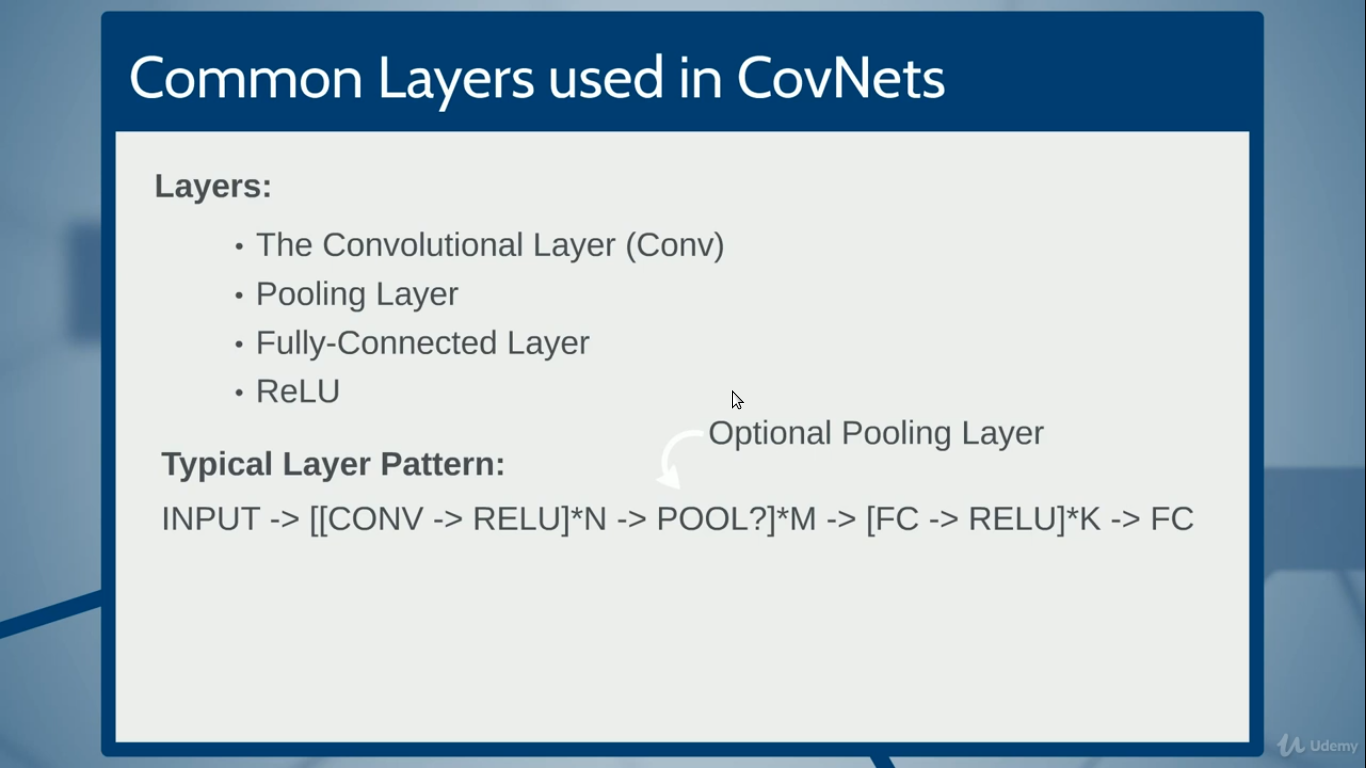 Common Layers used in CovNets
Layers:
• The Convolutional Layer (Conv)
• Pooling Layer
• Fully-Connected Layer
• ReLU
Optional Pooling Layer
Typical Layer Pattern:
INPUT -> [[CONV -> RELU]*N -> POOL?]*M -> [FC -> RELU]*K -> FC
Udemy